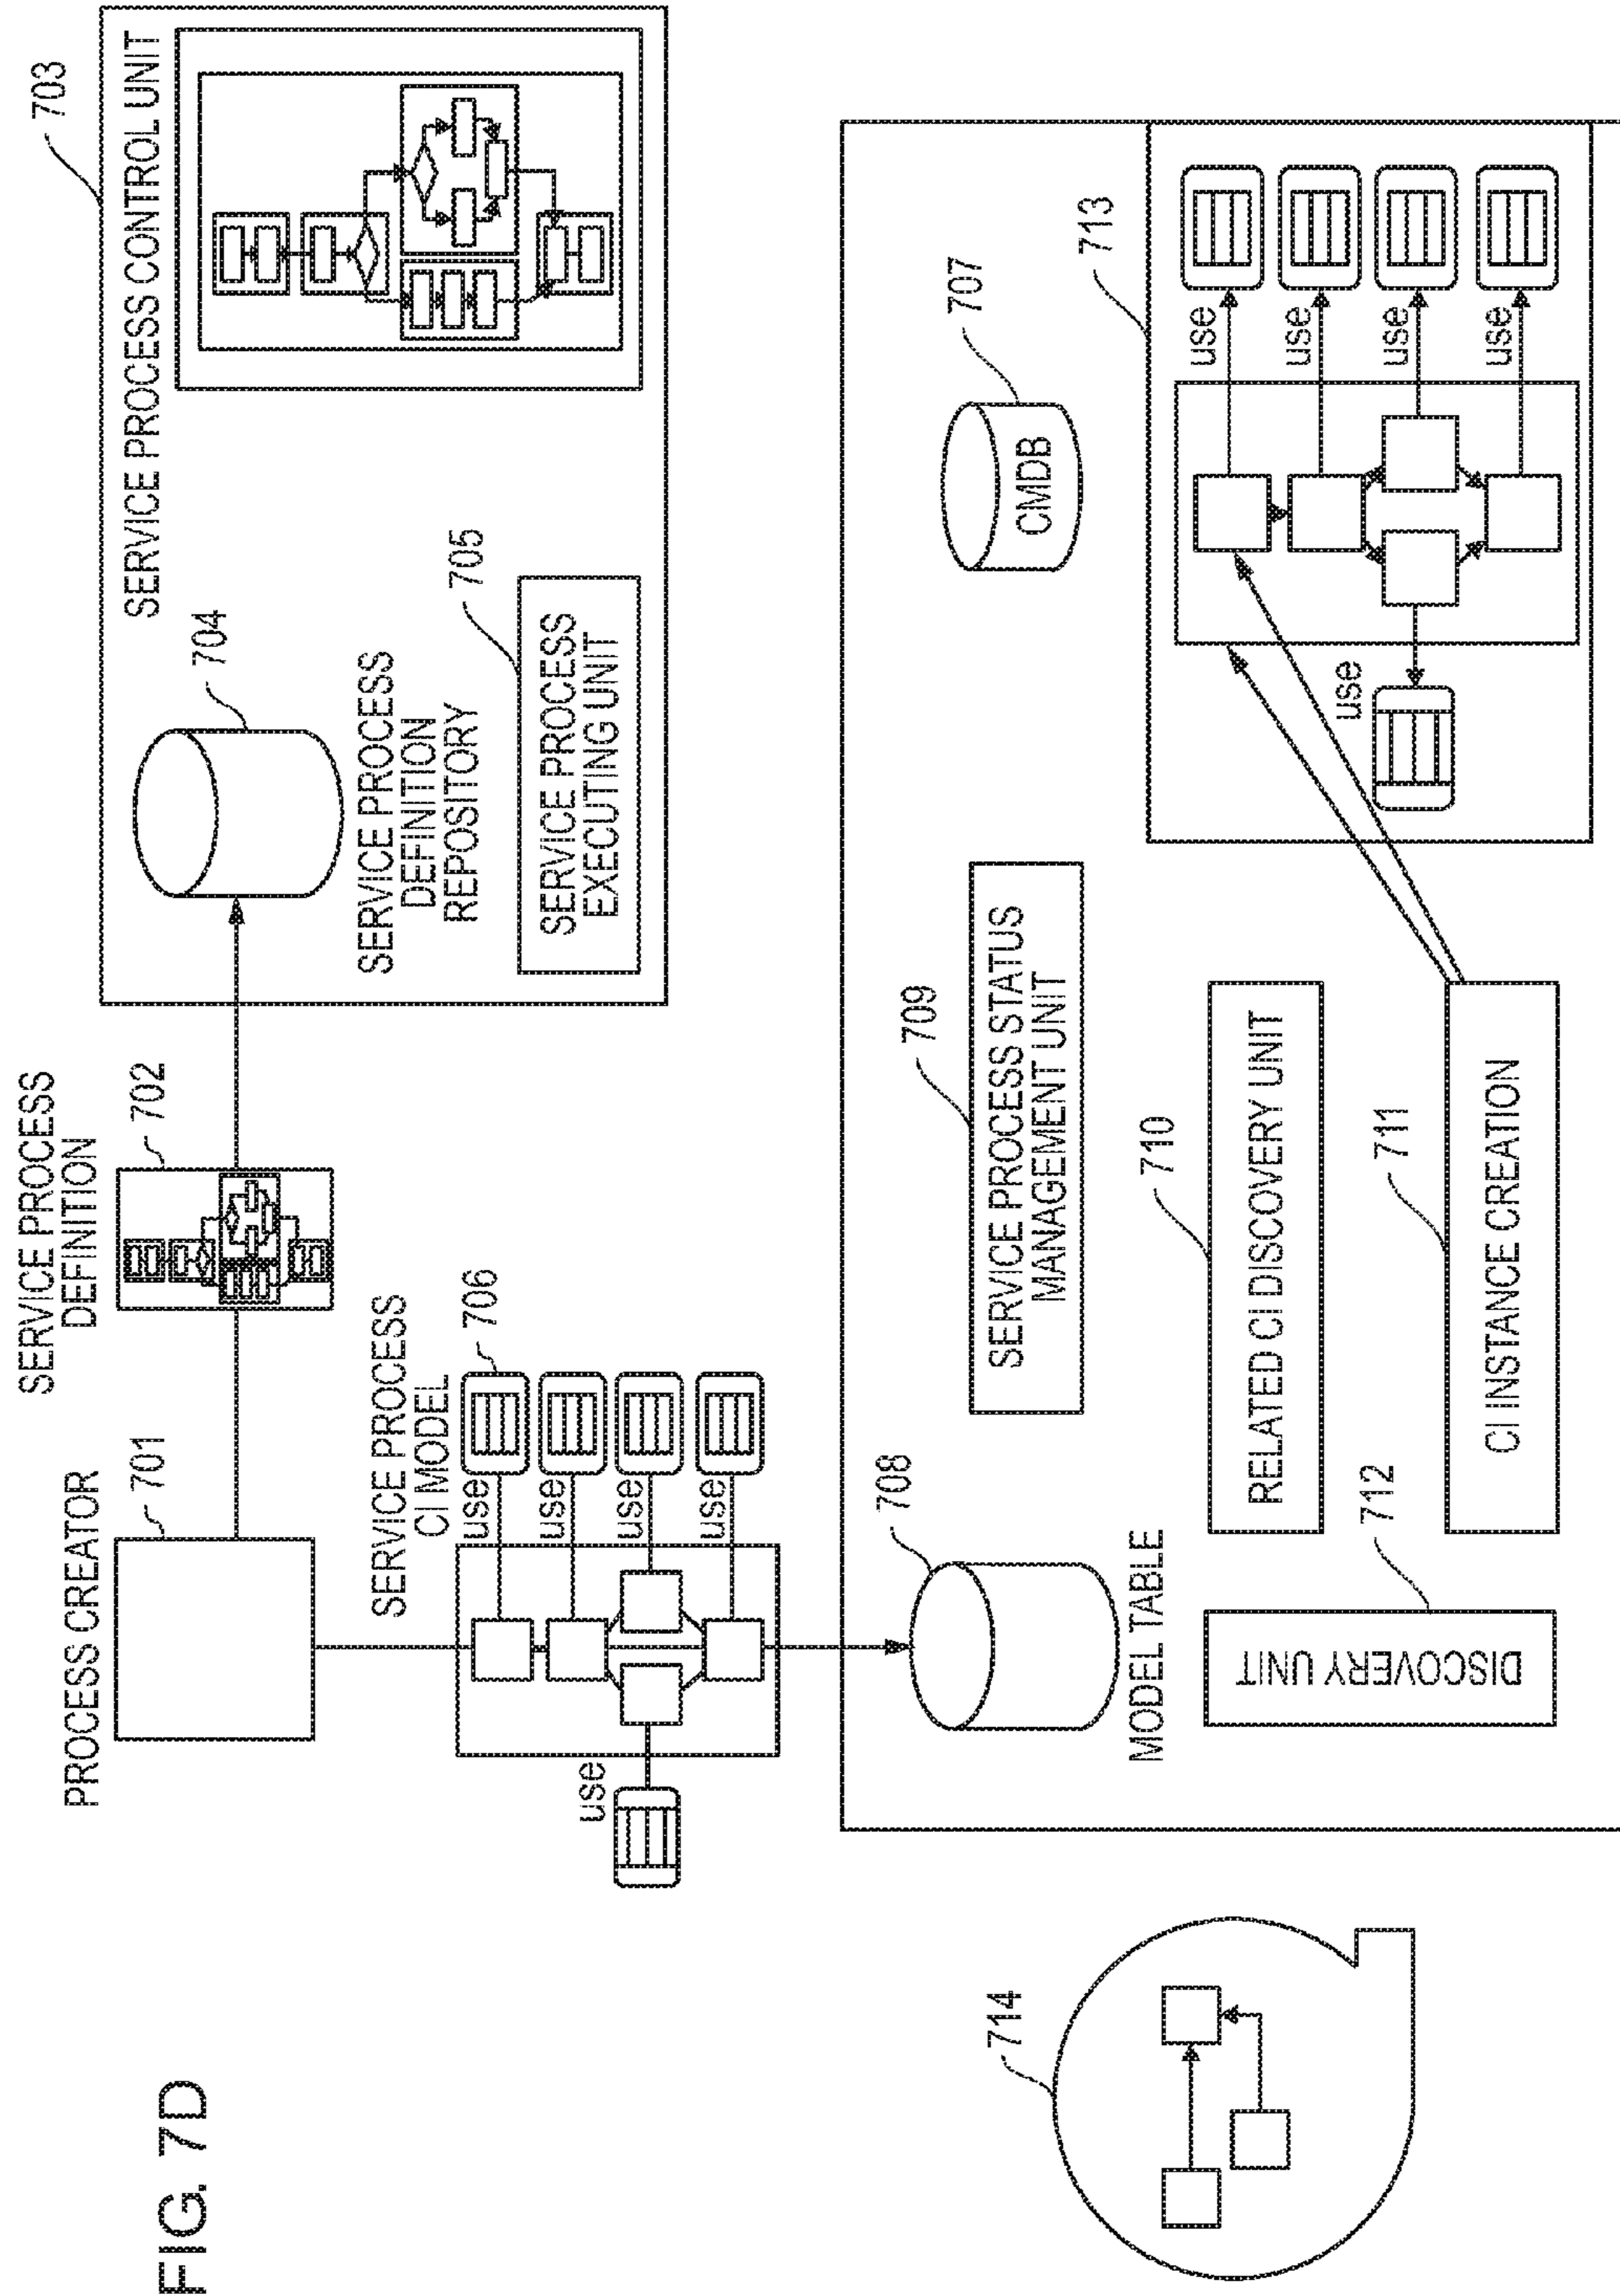 FIG. 7D
PROCESS CREATOR
701
SERVICE PROCESS
DEFINITION
702
703
SERVICE PROCESS CONTROL UNIT
704
SERVICE PROCESS
DEFINITION
REPOSITORY
705
SERVICE PROCESS
EXECUTING UNIT
SERVICE PROCESS
CI MODEL
706
use
use
use
use
use
708
MODEL TABLE
709
SERVICE PROCESS STATUS
MANAGEMENT UNIT
707
CMDB
710
RELATED CI DISCOVERY UNIT
711
CI INSTANCE CREATION
712
DISCOVERY UNIT
713
use
use
use
use
use
714